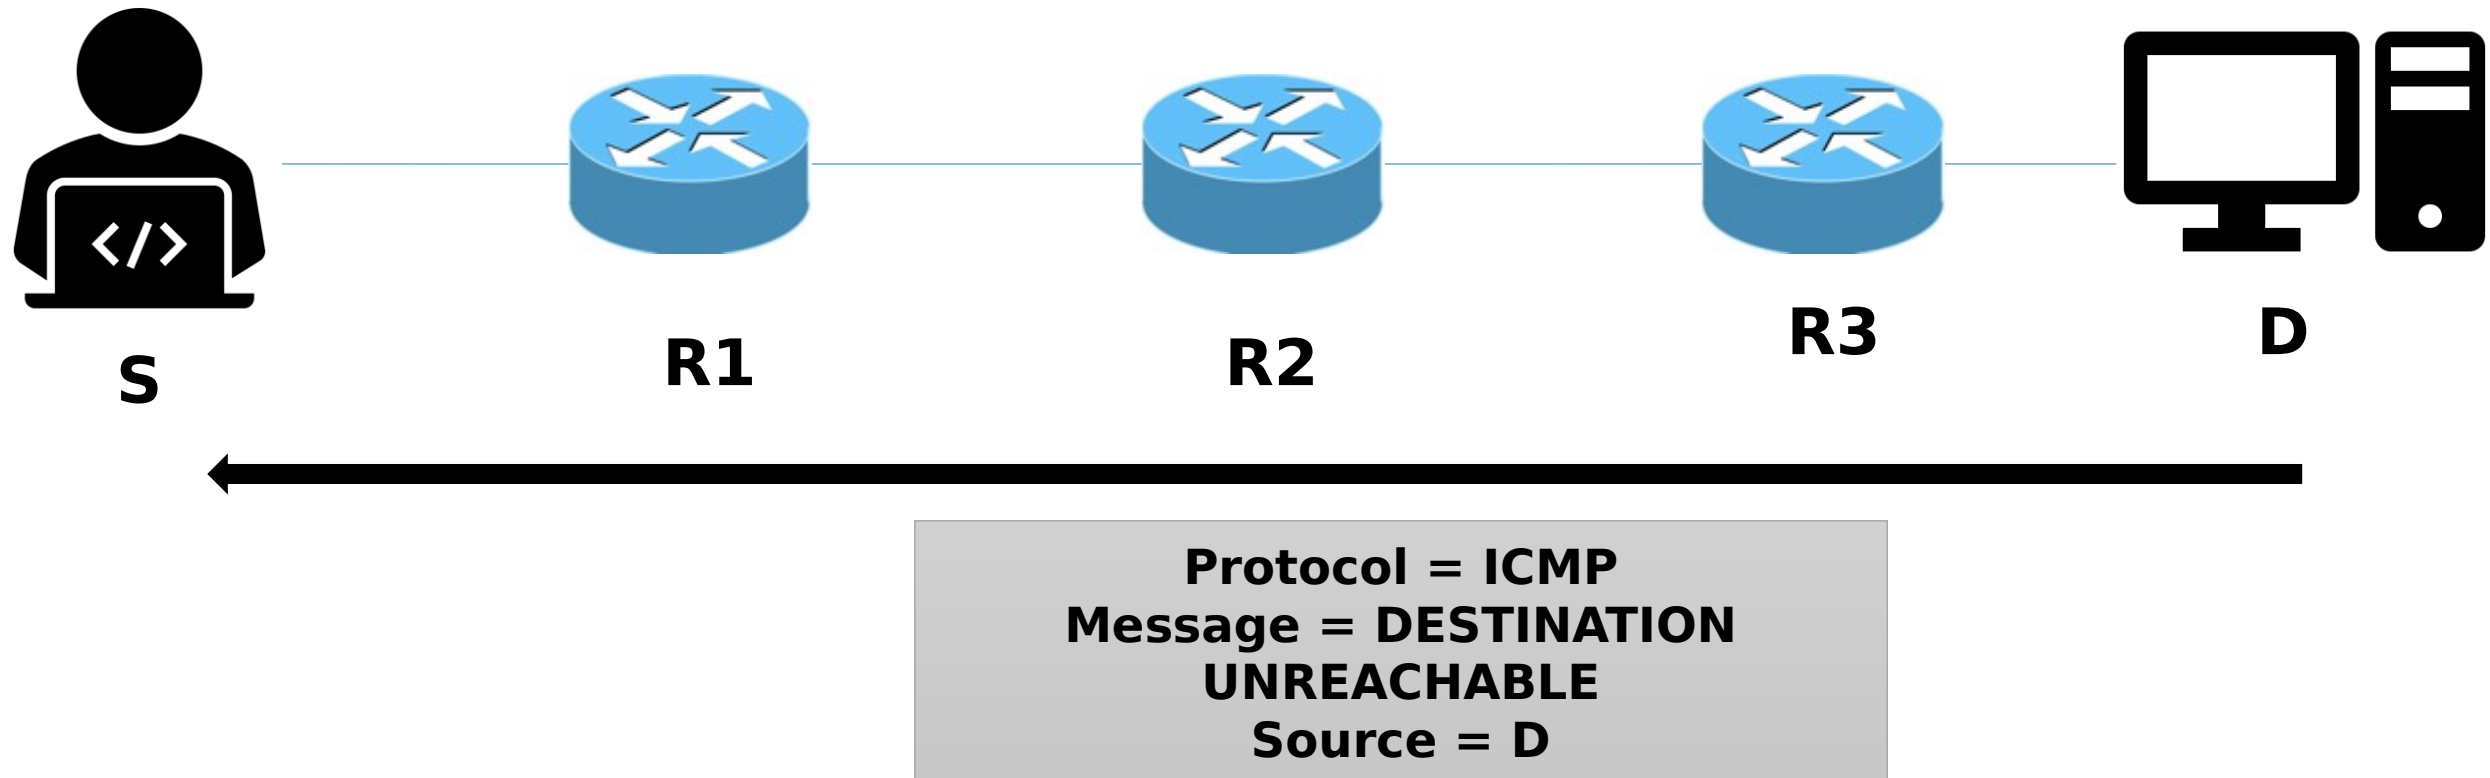 </>
S
R1
R2
R3
D
Protocol = ICMP
Message = DESTINATION
UNREACHABLE
Source = D